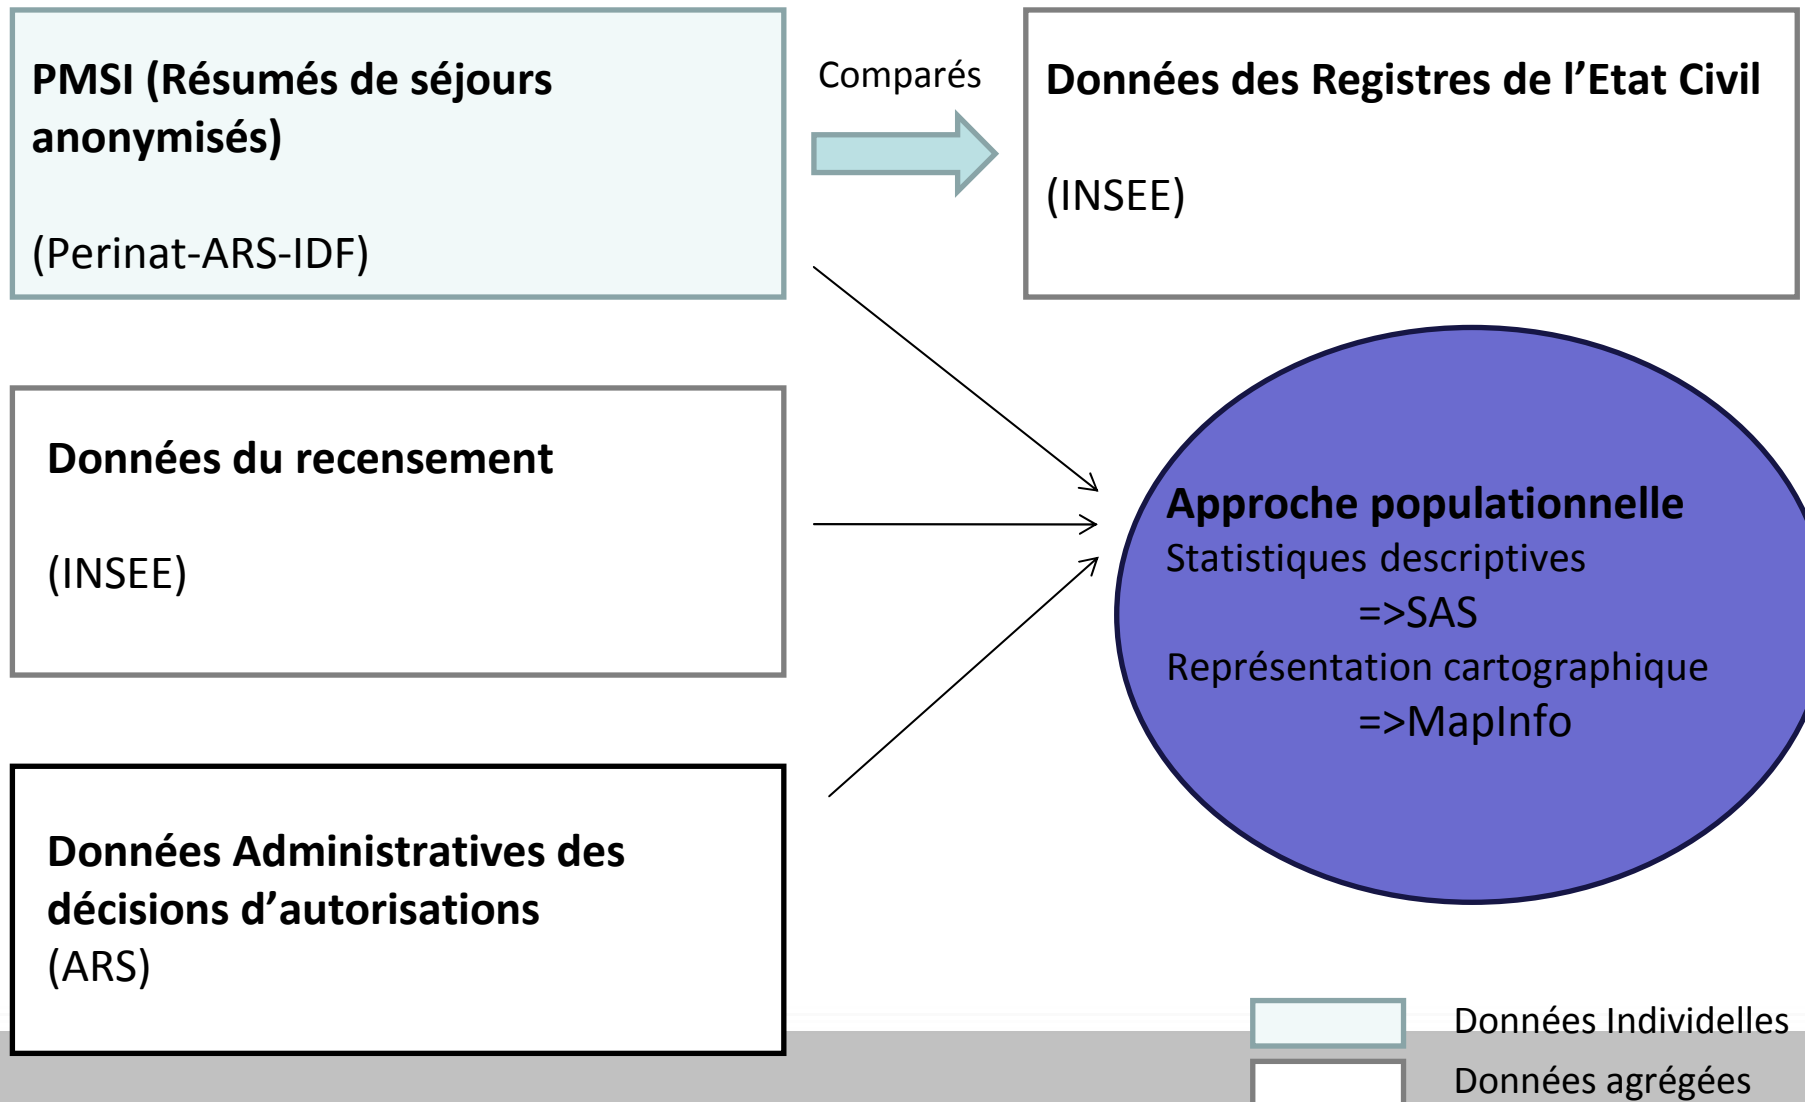 PMSI (Résumés de séjours
anonymisés)
(Perinat-ARS-IDF)
Comparés
Données des Registres de l’Etat Civil
(INSEE)
Données du recensement
(INSEE)
Approche populationnelle
Statistiques descriptives
=>SAS
Représentation cartographique
=>MapInfo
Données Administratives des
décisions d’autorisations
(ARS)
Données Individelles
Données agrégées